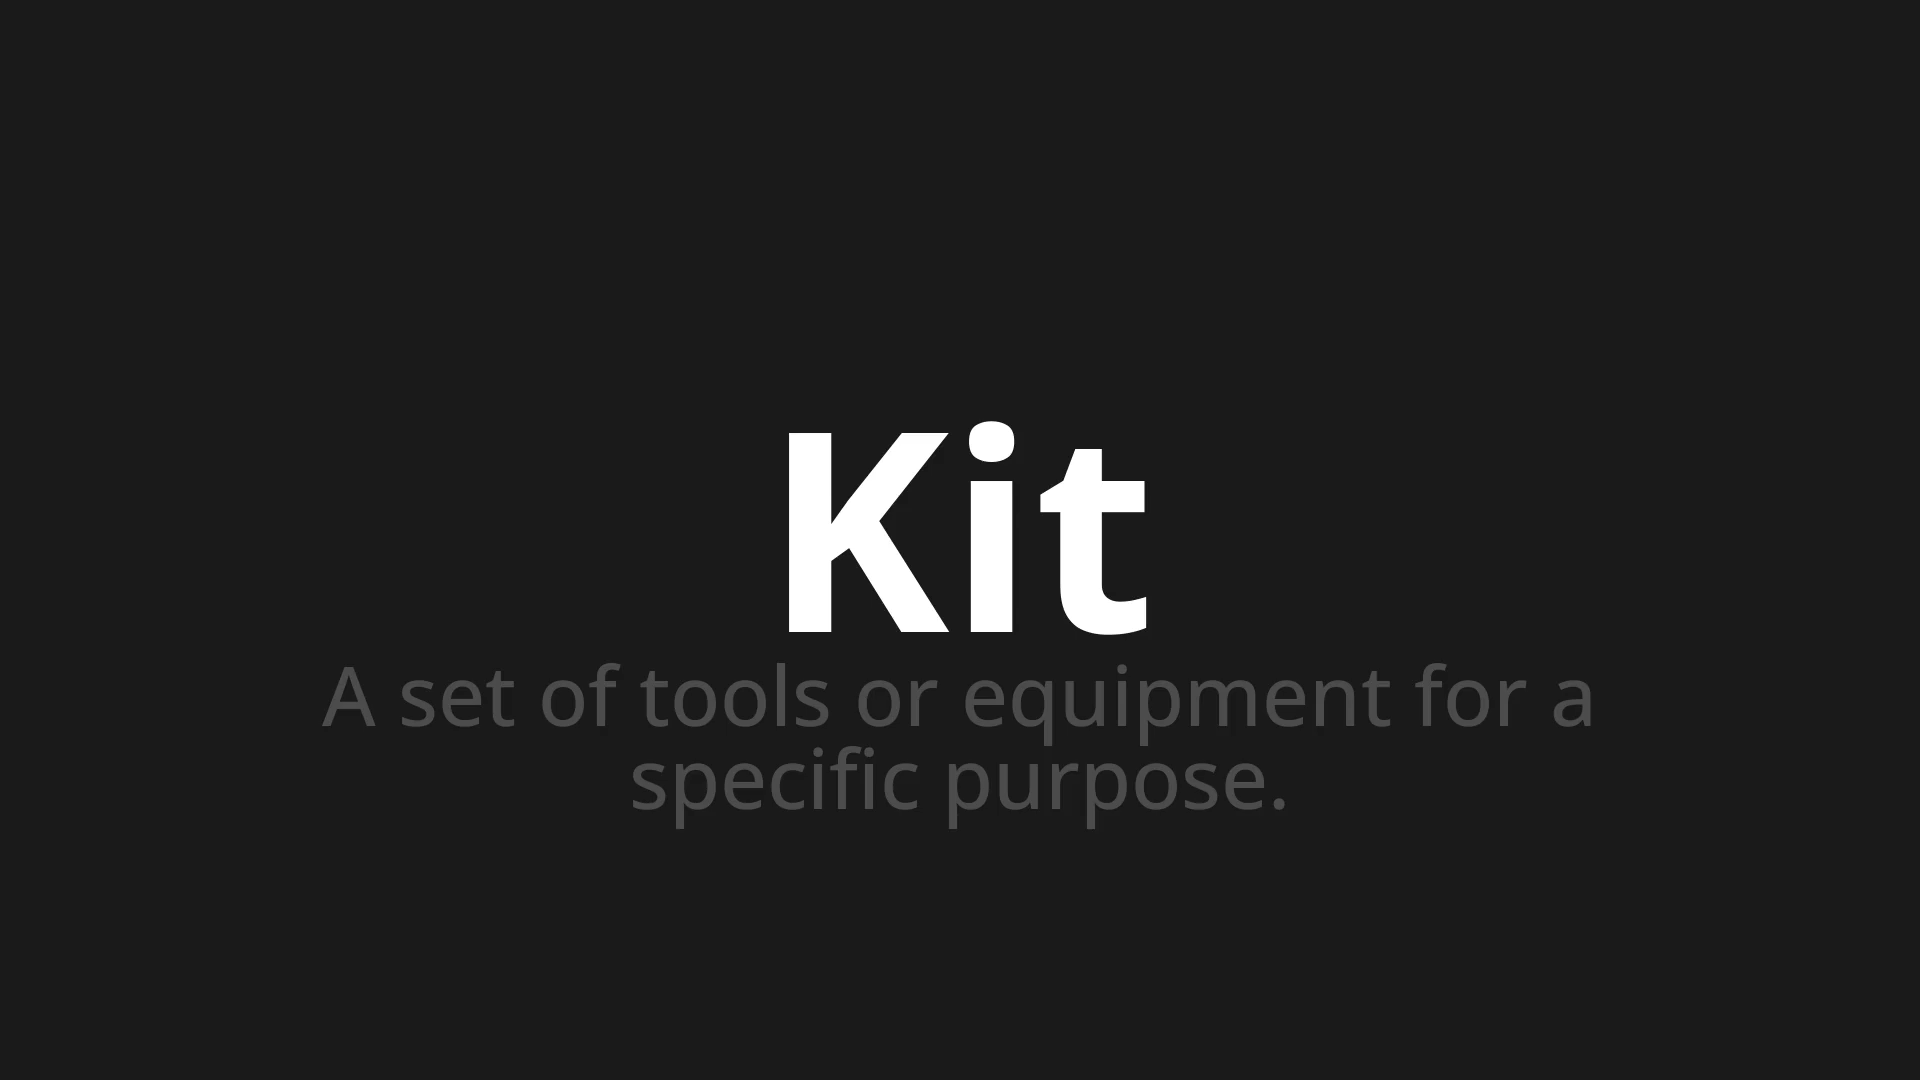 Kit
A set of tools or equipment for a
specific purpose.